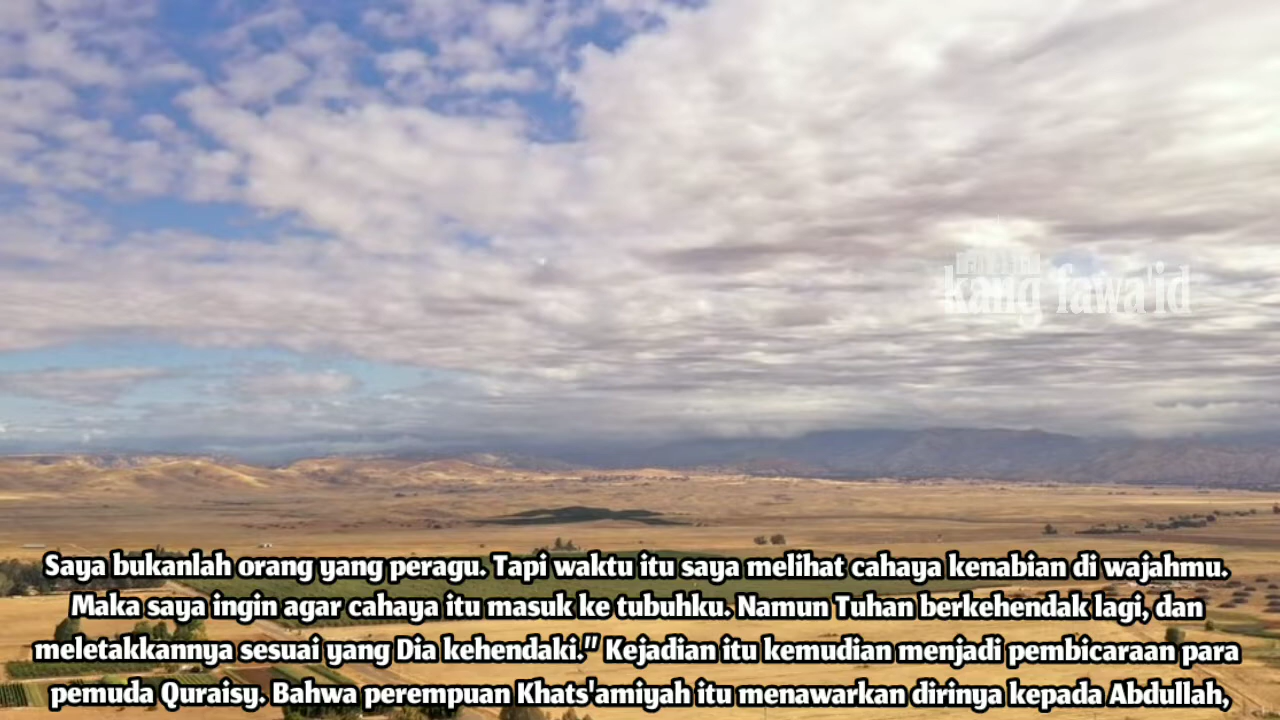 kang fawa'id
Saya bukanlah orang yang peragu. Tapi waktu itu saya melihat cahaya kenabian di wajahmu.
Maka saya ingin agar cahaya itu masuk ke tubuhku. Namun Tuhan berkehendak lagi, dan
meletakkannya sesuai yang Dia kehendaki." Kejadian itu kemudian menjadi pembicaraan para
pemuda Quraisy. Bahwa perempuan Khats'amiyah itu menawarkan dirinya kepada Abdullah,